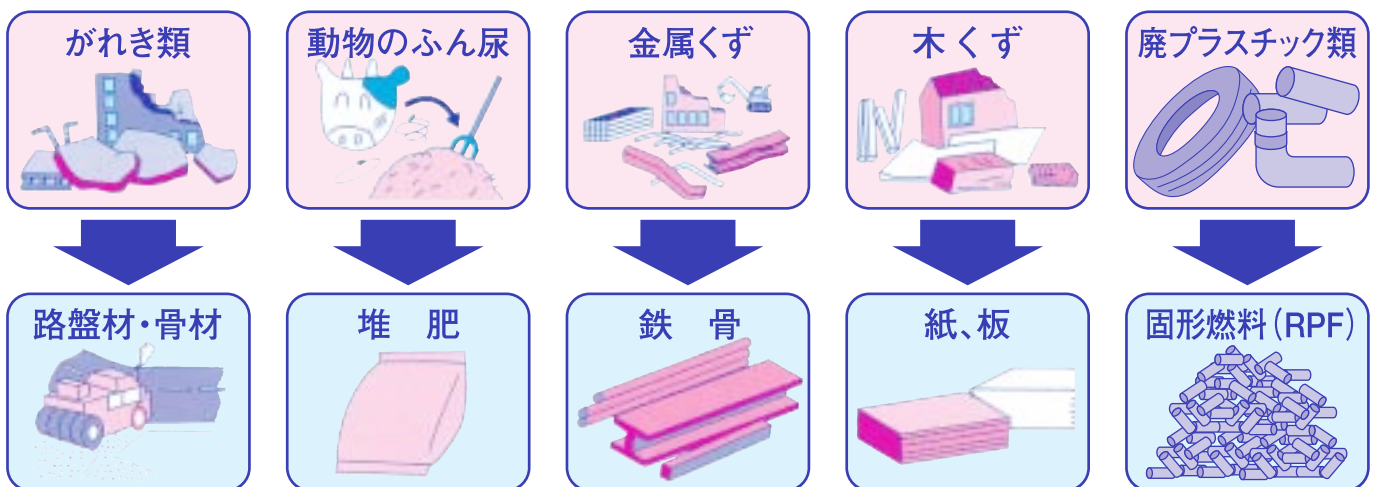 がれき類
動物のふん尿
金属くず
木くず
廃プラスチック類
路盤材・骨材
堆 肥
鉄 骨
紙、板
固形燃料(RPF)